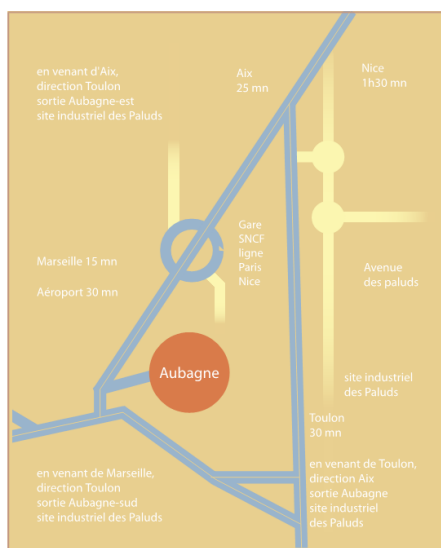 en venant d'Aix,
direction Toulon
sortie Aubagne-est
site industriel des Paluds
Aix
25 mn
Nice
1h30 mn
Gare
SNCF
ligne
Paris
Nice
Marseille 15 mn
Aéroport 30 mn
Avenue
des paluds
Aubagne
site industriel
des Paluds
Toulon
30 mn
en venant de Marseille,
direction Toulon
sortie Aubagne-sud
site industriel des Paluds
en venant de Toulon,
direction Aix
sortie Aubagne
site industriel
des Paluds